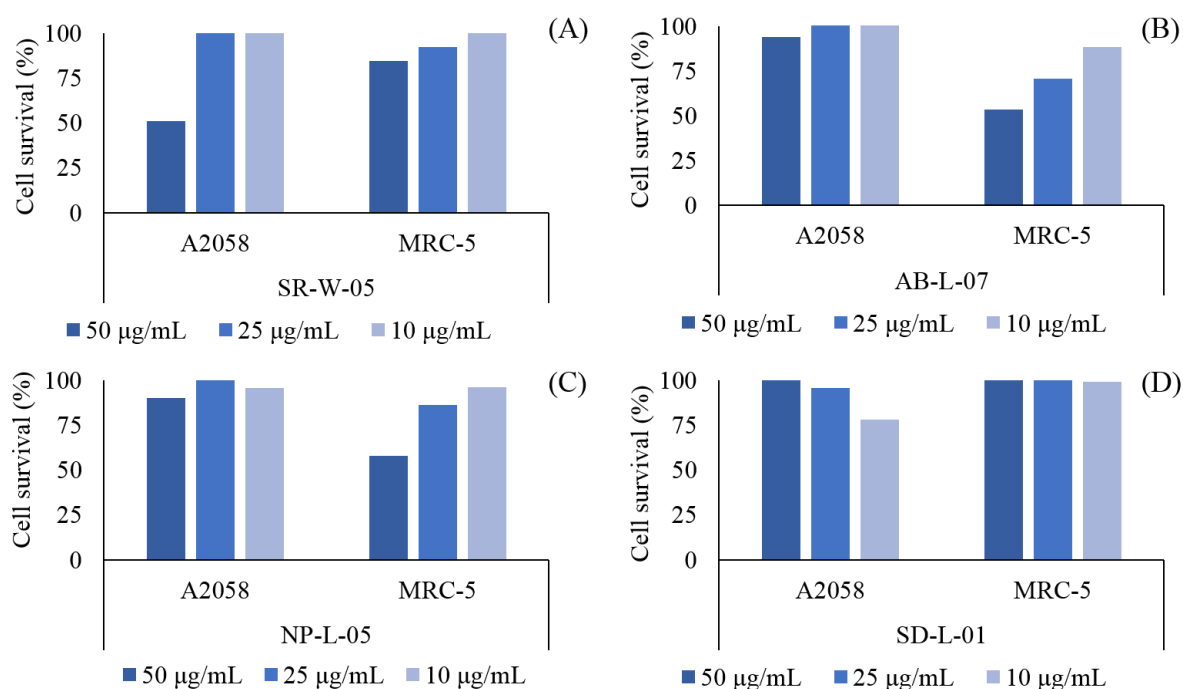 (A)
Cell survival (%)
100
75
50
25
0
A2058 MRC-5
SR-W-05
50 μg/mL 25 μg/mL 10 μg/mL
(B)
Cell survival (%)
100
75
50
25
0
A2058 MRC-5
AB-L-07
50 μg/mL 25 μg/mL 10 μg/mL
(C)
Cell survival (%)
100
75
50
25
0
A2058 MRC-5
NP-L-05
50 μg/mL 25 μg/mL 10 μg/mL
(D)
Cell survival (%)
100
75
50
25
0
A2058 MRC-5
SD-L-01
50 μg/mL 25 μg/mL 10 μg/mL